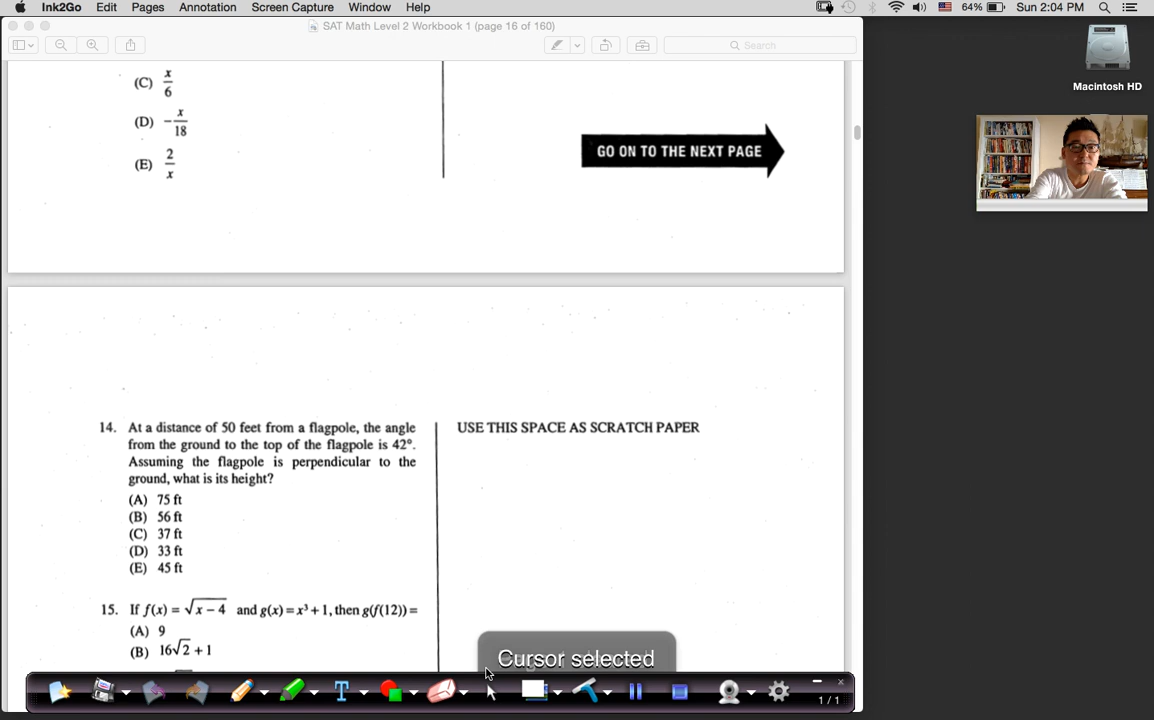 Ink2Go Edit Pages Annotation Screen Capture Window Help 64% Sun 2:04 PM
SAT Math Level 2 Workbook 1 (page 16 of 160)
Search
Macintosh HD
(C) x/6
(D) -x/18
(E) 2/x
GO ON TO THE NEXT PAGE
14. At a distance of 50 feet from a flagpole, the angle
from the ground to the top of the flagpole is 42°.
Assuming the flagpole is perpendicular to the
ground, what is its height?
(A) 75 ft
(B) 56 ft
(C) 37 ft
(D) 33 ft
(E) 45 ft
USE THIS SPACE AS SCRATCH PAPER
15. If f(x) = √x – 4 and g(x) = x³ + 1, then g(f(12)) =
(A) 9
(B) 16√2 + 1
Cursor selected
T
1 / 1